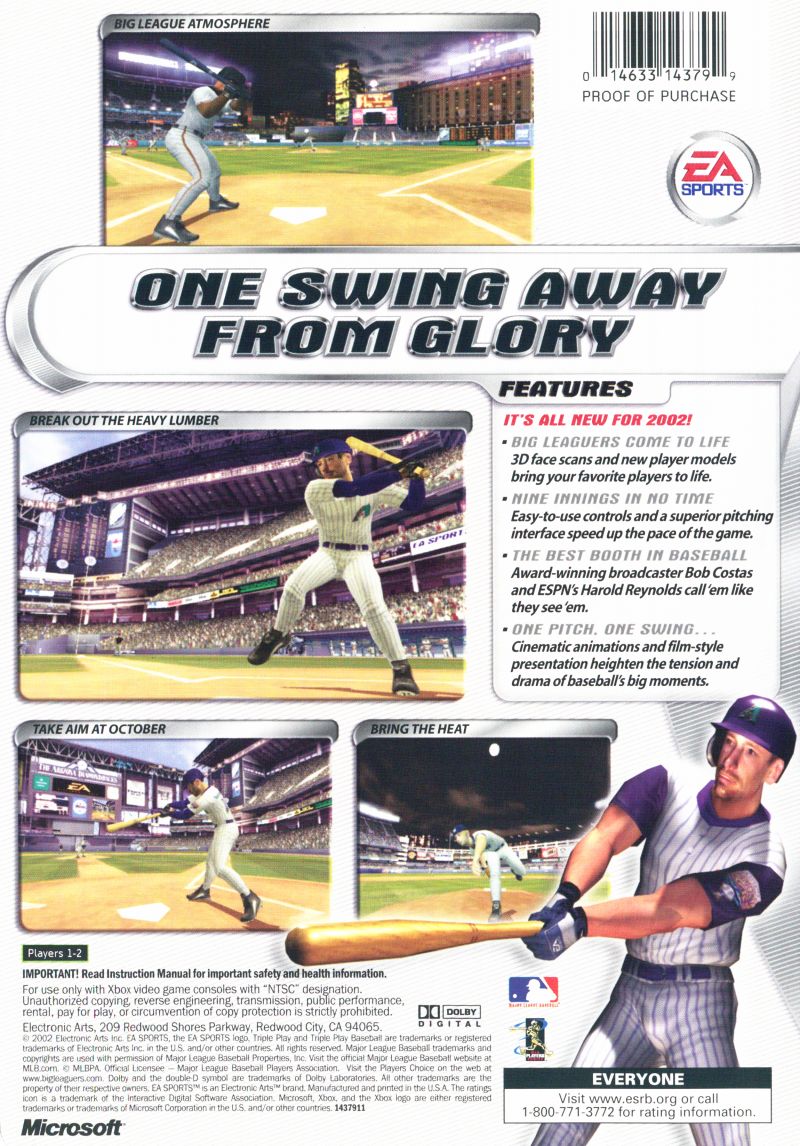 BIG LEAGUE ATMOSPHERE
0 14633 14379 9
PROOF OF PURCHASE
EA
SPORTS
ONE SWING AWAY
FROM GLORY
FEATURES
BREAK OUT THE HEAVY LUMBER
EA SPORTS
IT'S ALL NEW FOR 2002!
▪ BIG LEAGUERS COME TO LIFE
3D face scans and new player models
bring your favorite players to life.
▪ NINE INNINGS IN NO TIME
Easy-to-use controls and a superior pitching
interface speed up the pace of the game.
▪ THE BEST BOOTH IN BASEBALL
Award-winning broadcaster Bob Costas
and ESPN's Harold Reynolds call 'em like
they see 'em.
▪ ONE PITCH, ONE SWING...
Cinematic animations and film-style
presentation heighten the tension and
drama of baseball's big moments.
TAKE AIM AT OCTOBER
THE ARIZONA DIAMONDBACKS
EA
BRING THE HEAT
Players 1-2
IMPORTANT! Read Instruction Manual for important safety and health information.
For use only with Xbox video game consoles with "NTSC" designation.
Unauthorized copying, reverse engineering, transmission, public performance,
rental, pay for play, or circumvention of copy protection is strictly prohibited.
Electronic Arts, 209 Redwood Shores Parkway, Redwood City, CA 94065.
© 2002 Electronic Arts Inc. EA SPORTS, the EA SPORTS logo, Triple Play and Triple Play Baseball are trademarks or registered
trademarks of Electronic Arts Inc. in the U.S. and/or other countries. All rights reserved. Major League Baseball trademarks and
copyrights are used with permission of Major League Baseball Properties, Inc. Visit the official Major League Baseball website at
MLB.com. © MLBPA. Official Licensee – Major League Baseball Players Association. Visit the Players Choice on the web at
www.bigleaguers.com. Dolby and the double-D symbol are trademarks of Dolby Laboratories. All other trademarks are the
property of their respective owners. EA SPORTS™ is an Electronic Arts™ brand. Manufactured and printed in the U.S.A. The ratings
icon is a trademark of the Interactive Digital Software Association. Microsoft, Xbox, and the Xbox logo are either registered
trademarks or trademarks of Microsoft Corporation in the U.S. and/or other countries. 1437911
DOLBY
DIGITAL
MAJOR LEAGUE BASEBALL
PLAYERS
EVERYONE
Visit www.esrb.org or call
1-800-771-3772 for rating information.
Microsoft